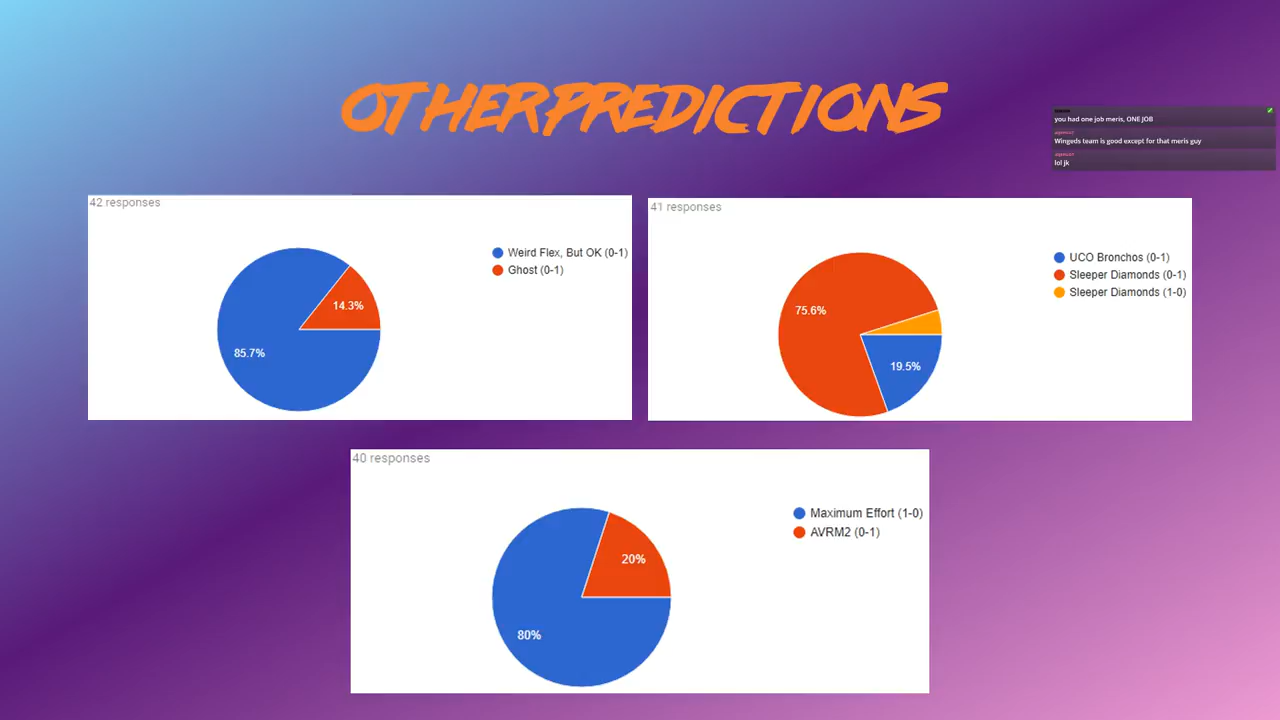 OTHER PREDICTIONS
you had one job meris, ONE JOB
Wingeds team is good except for that meris guy
lol jk
42 responses
Weird Flex, But OK (0-1)
Ghost (0-1)
14.3%
85.7%
41 responses
UCO Bronchos (0-1)
Sleeper Diamonds (0-1)
Sleeper Diamonds (1-0)
75.6%
19.5%
40 responses
Maximum Effort (1-0)
AVRM2 (0-1)
20%
80%